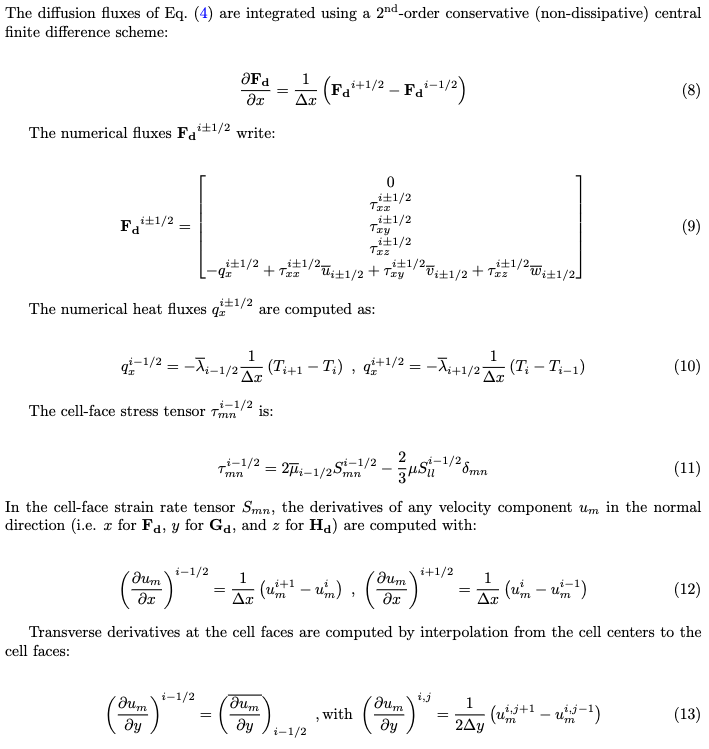 The diffusion fluxes of Eq. (4) are integrated using a 2ⁿᵈ-order conservative (non-dissipative) central
finite difference scheme:
$$\frac{\partial \mathbf{F_d}}{\partial x} = \frac{1}{\Delta x}\left(\mathbf{F_d}^{i+1/2} - \mathbf{F_d}^{i-1/2}\right) \quad (8)$$
The numerical fluxes $\mathbf{F_d}^{i\pm1/2}$ write:
$$\mathbf{F_d}^{i\pm1/2} = \begin{bmatrix} 0 \\ \tau_{xx}^{i\pm1/2} \\ \tau_{xy}^{i\pm1/2} \\ \tau_{xz}^{i\pm1/2} \\ -q_x^{i\pm1/2} + \tau_{xx}^{i\pm1/2}\overline{u}_{i\pm1/2} + \tau_{xy}^{i\pm1/2}\overline{v}_{i\pm1/2} + \tau_{xz}^{i\pm1/2}\overline{w}_{i\pm1/2} \end{bmatrix} \quad (9)$$
The numerical heat fluxes $q_x^{i\pm1/2}$ are computed as:
$$q_x^{i-1/2} = -\overline{\lambda}_{i-1/2}\frac{1}{\Delta x}(T_{i+1} - T_i) \ , \ q_x^{i+1/2} = -\overline{\lambda}_{i+1/2}\frac{1}{\Delta x}(T_i - T_{i-1}) \quad (10)$$
The cell-face stress tensor $\tau_{mn}^{i-1/2}$ is:
$$\tau_{mn}^{i-1/2} = 2\overline{\mu}_{i-1/2}S_{mn}^{i-1/2} - \frac{2}{3}\mu S_{ll}^{i-1/2}\delta_{mn} \quad (11)$$
In the cell-face strain rate tensor $S_{mn}$, the derivatives of any velocity component $u_m$ in the normal
direction (i.e. $x$ for $\mathbf{F_d}$, $y$ for $\mathbf{G_d}$, and $z$ for $\mathbf{H_d}$) are computed with:
$$\left(\frac{\partial u_m}{\partial x}\right)^{i-1/2} = \frac{1}{\Delta x}\left(u_m^{i+1} - u_m^i\right) \ , \ \left(\frac{\partial u_m}{\partial x}\right)^{i+1/2} = \frac{1}{\Delta x}\left(u_m^i - u_m^{i-1}\right) \quad (12)$$
Transverse derivatives at the cell faces are computed by interpolation from the cell centers to the
cell faces:
$$\left(\frac{\partial u_m}{\partial y}\right)^{i-1/2} = \left(\overline{\frac{\partial u_m}{\partial y}}\right)_{i-1/2} \text{, with } \left(\frac{\partial u_m}{\partial y}\right)^{i,j} = \frac{1}{2\Delta y}\left(u_m^{i,j+1} - u_m^{i,j-1}\right) \quad (13)$$